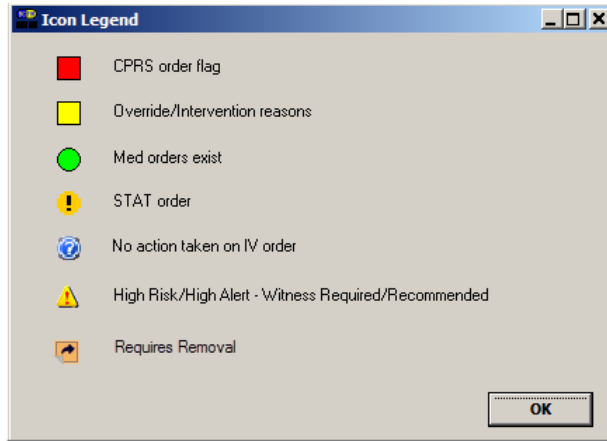 Icon Legend
CPRS order flag
Override/Intervention reasons
Med orders exist
STAT order
No action taken on IV order
High Risk/High Alert - Witness Required/Recommended
Requires Removal
OK